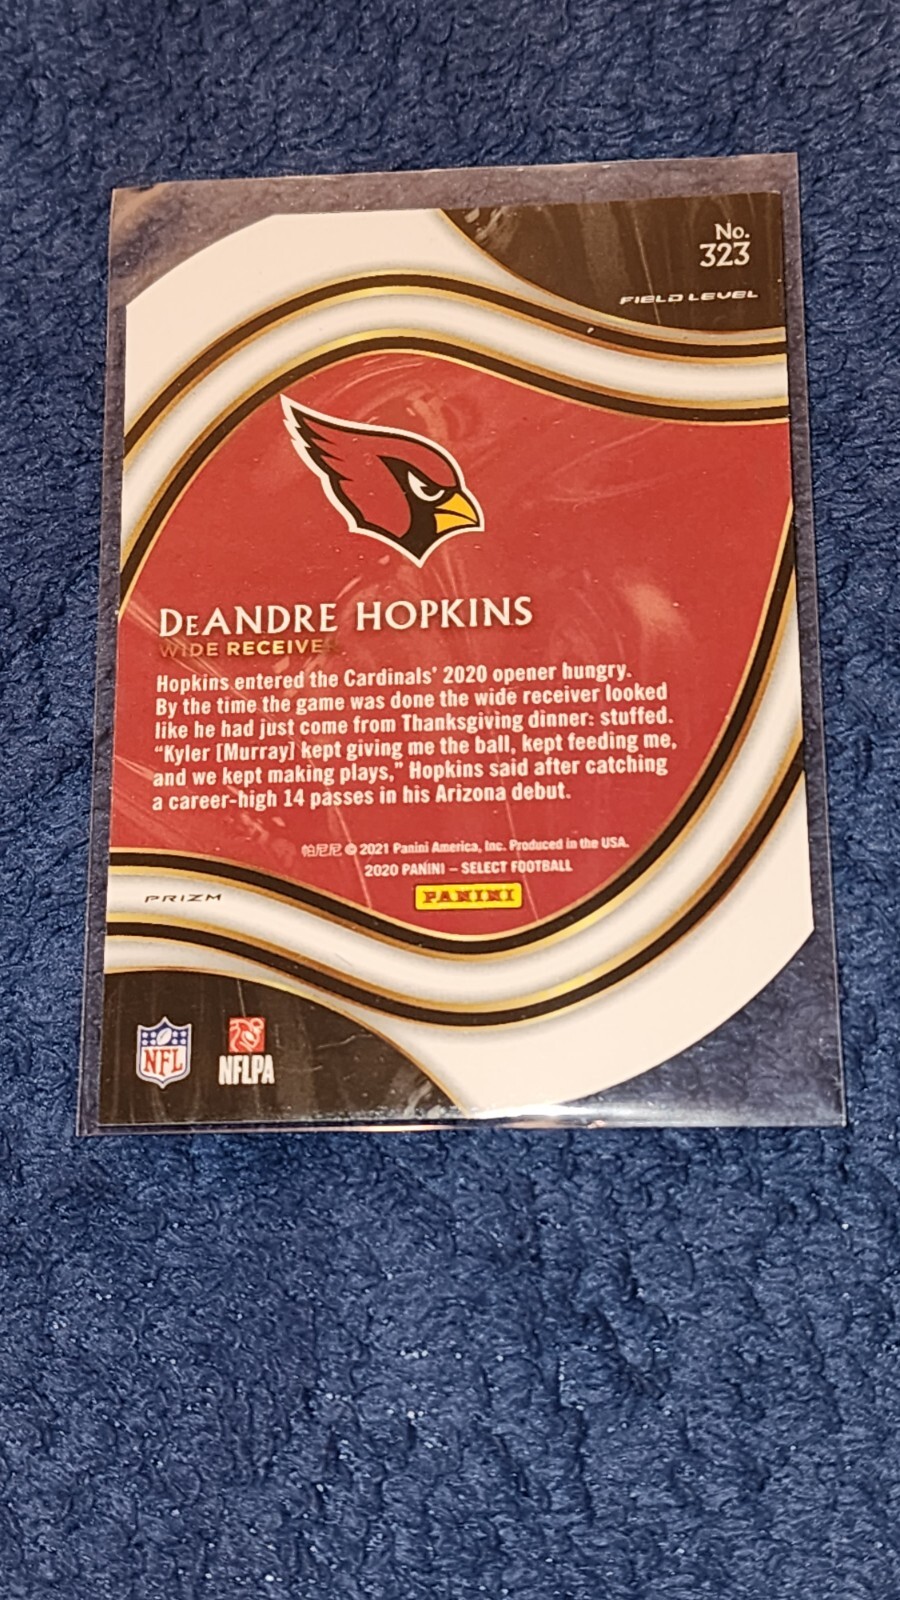 No.
323
FIELD LEVEL
DeANDRE HOPKINS
WIDE RECEIVER
Hopkins entered the Cardinals' 2020 opener hungry.
By the time the game was done the wide receiver looked
like he had just come from Thanksgiving dinner: stuffed.
"Kyler [Murray] kept giving me the ball, kept feeding me,
and we kept making plays," Hopkins said after catching
a career-high 14 passes in his Arizona debut.
帕尼尼 © 2021 Panini America, Inc. Produced in the USA.
2020 PANINI – SELECT FOOTBALL
PANINI
PRIZM
NFL
NFLPA